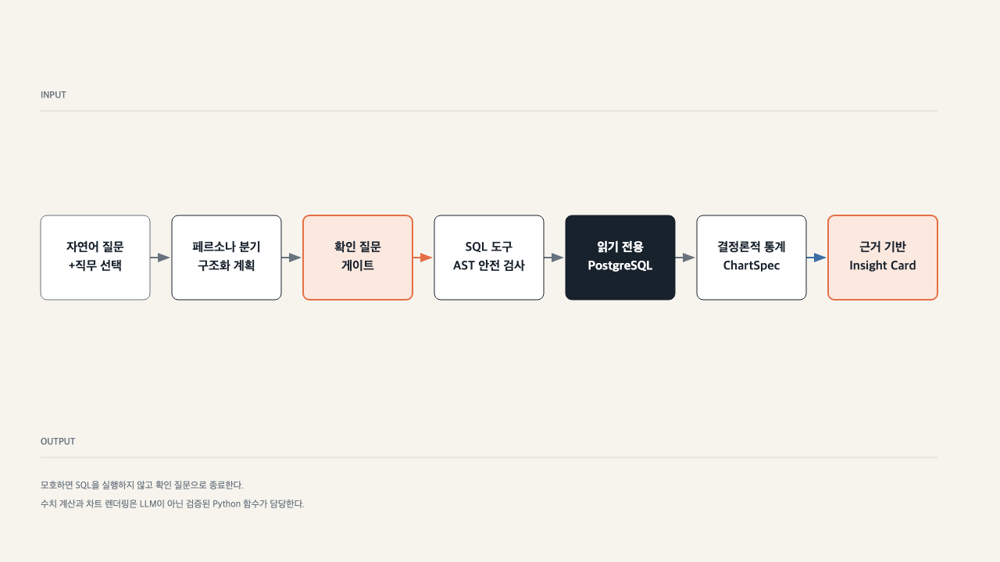 INPUT
자연어 질문
+직무 선택
페르소나 분기
구조화 계획
확인 질문
게이트
SQL 도구
AST 안전 검사
읽기 전용
PostgreSQL
결정론적 통계
ChartSpec
근거 기반
Insight Card
OUTPUT
모호하면 SQL을 실행하지 않고 확인 질문으로 종료한다.
수치 계산과 차트 렌더링은 LLM이 아닌 검증된 Python 함수가 담당한다.